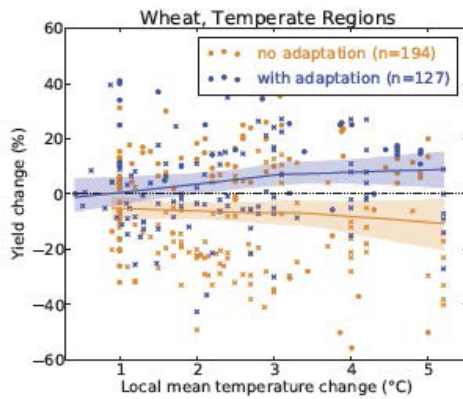 Wheat, Temperate Regions
60
40
20
0
−20
−40
−60
Yield change (%)
no adaptation (n=194)
with adaptation (n=127)
1
2
3
4
5
Local mean temperature change (°C)